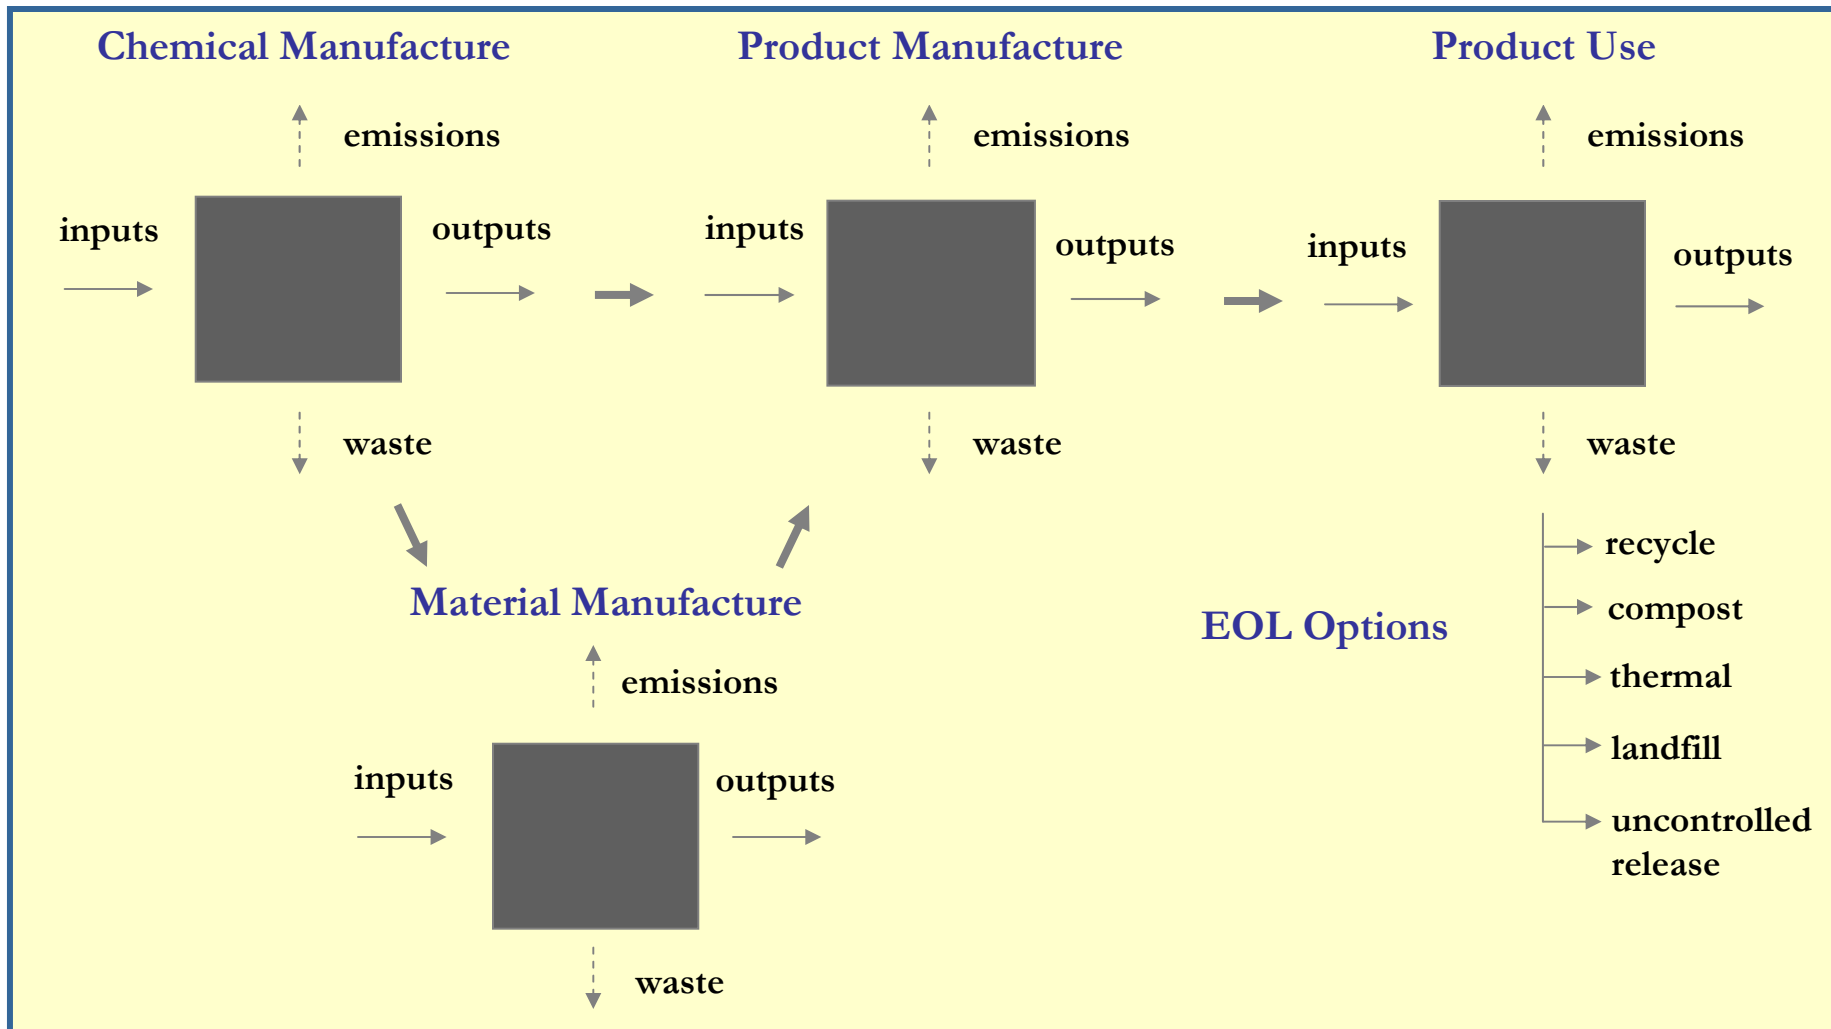 Chemical Manufacture
emissions
inputs
outputs
waste
Product Manufacture
emissions
inputs
outputs
waste
Product Use
emissions
inputs
outputs
waste
Material Manufacture
emissions
inputs
outputs
waste
EOL Options
recycle
compost
thermal
landfill
uncontrolled
release